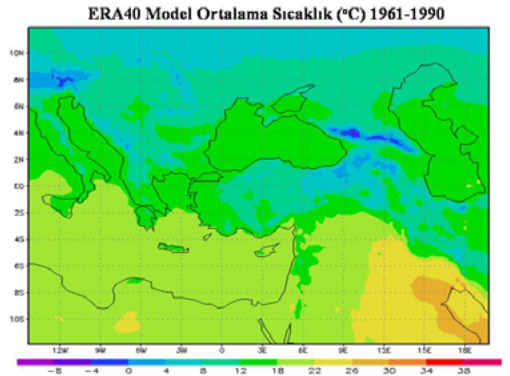 ERA40 Model Ortalama Sıcaklık (°C) 1961-1990
10N
8N
6N
4N
2N
EQ
2S
4S
6S
8S
10S
12W 9W 6W 3W 0 3E 6E 9E 12E 15E 18E
-8 -4 0 4 8 12 18 22 26 30 34 38